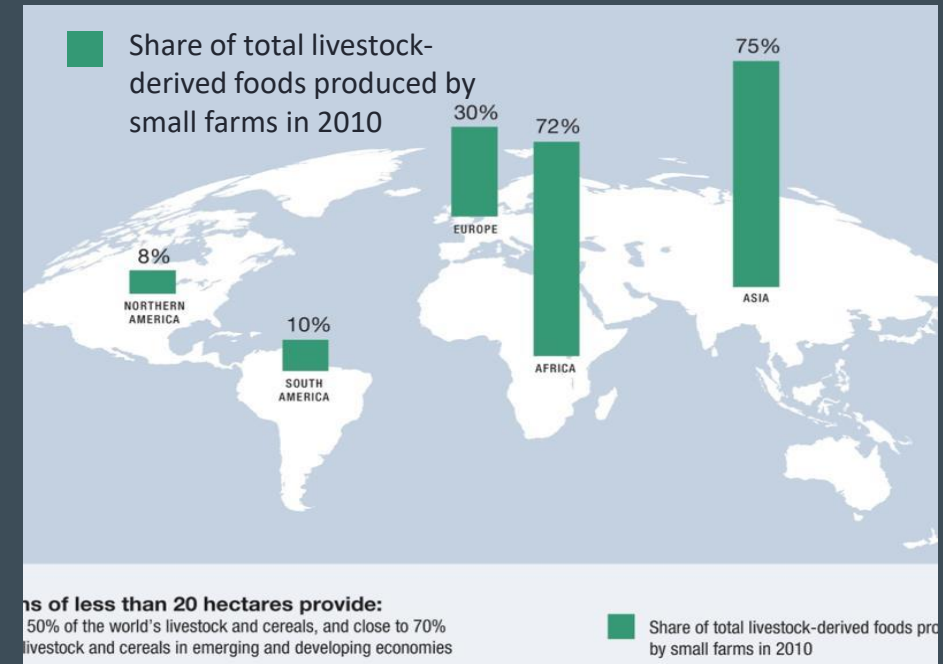 Share of total livestock-
derived foods produced by
small farms in 2010
75%
30%
72%
EUROPE
8%
NORTHERN
AMERICA
ASIA
10%
AFRICA
SOUTH
AMERICA
of less than 20 hectares provide:
50% of the world's livestock and cereals, and close to 70%
livestock and cereals in emerging and developing economies
Share of total livestock-derived foods
by small farms in 2010